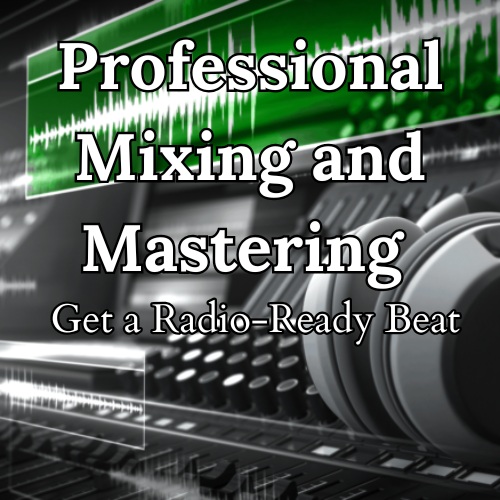 Professional
Mixing and
Mastering
Get a Radio-Ready Beat